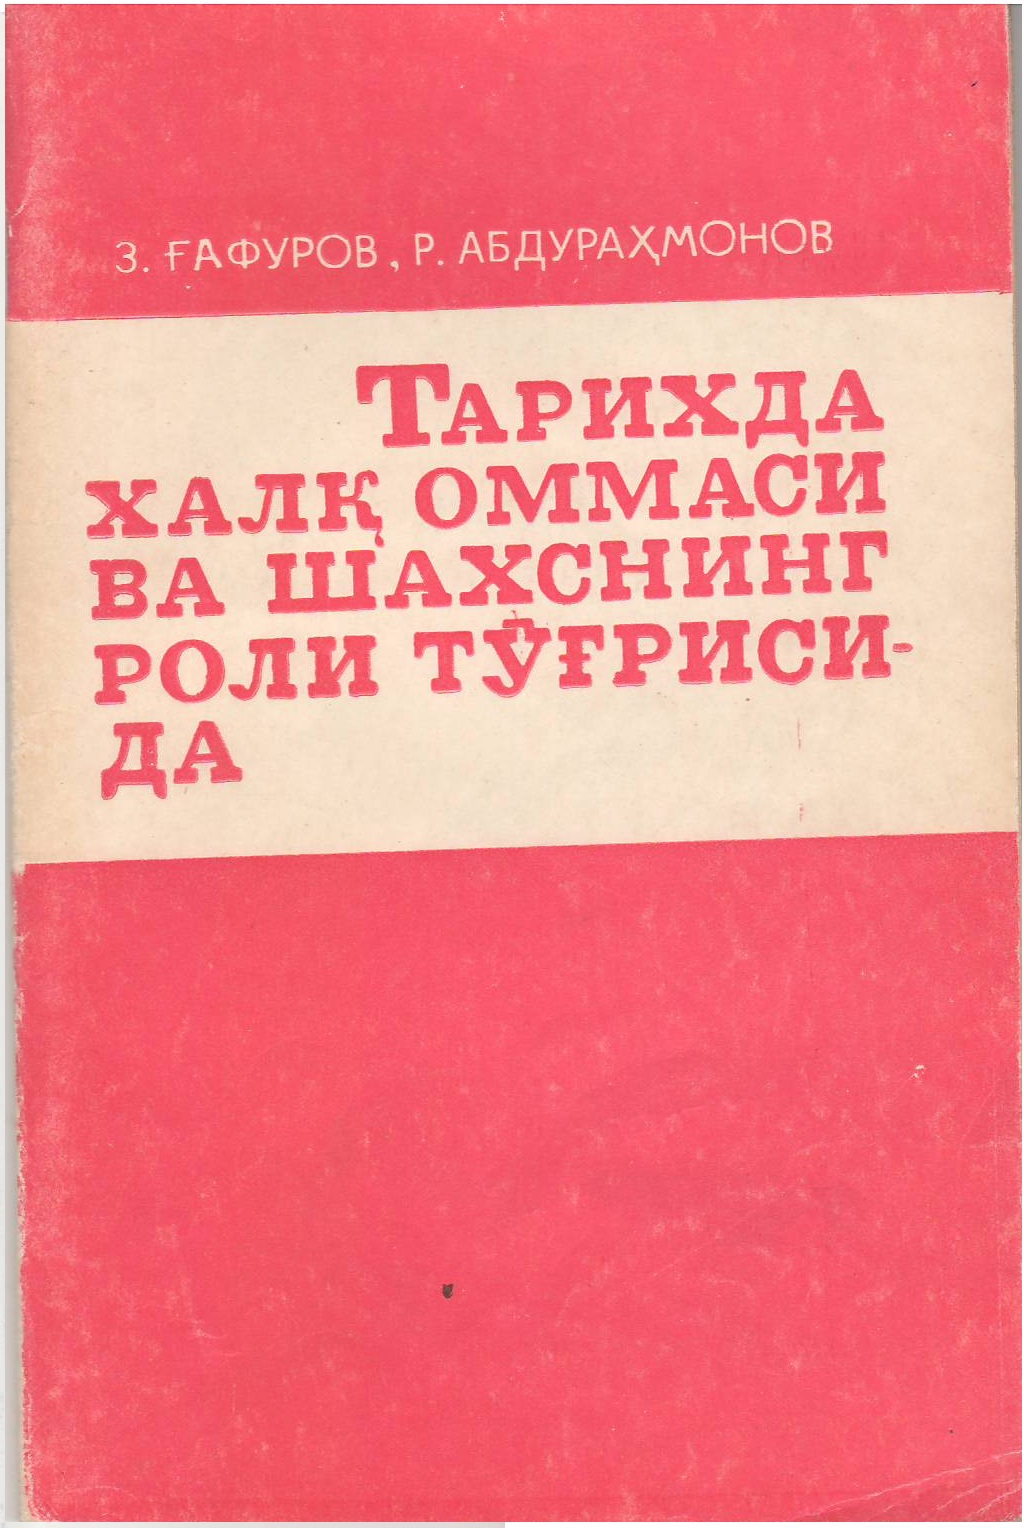 З. ҒАФУРОВ, Р. АБДУРАҲМОНОВ
ТАРИХДА
ХАЛҚ ОММАСИ
ВА ШАХСНИНГ
РОЛИ ТЎҒРИСИ-
ДА